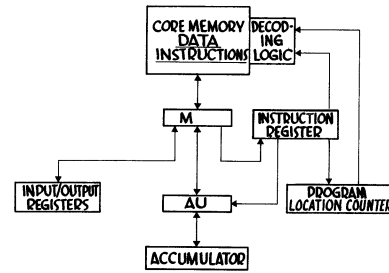 CORE MEMORY
DATA
INSTRUCTIONS
DECOD-
ING
LOGIC
M
INSTRUCTION
REGISTER
INPUT/OUTPUT
REGISTERS
AU
PROGRAM
LOCATION COUNTER
ACCUMULATOR